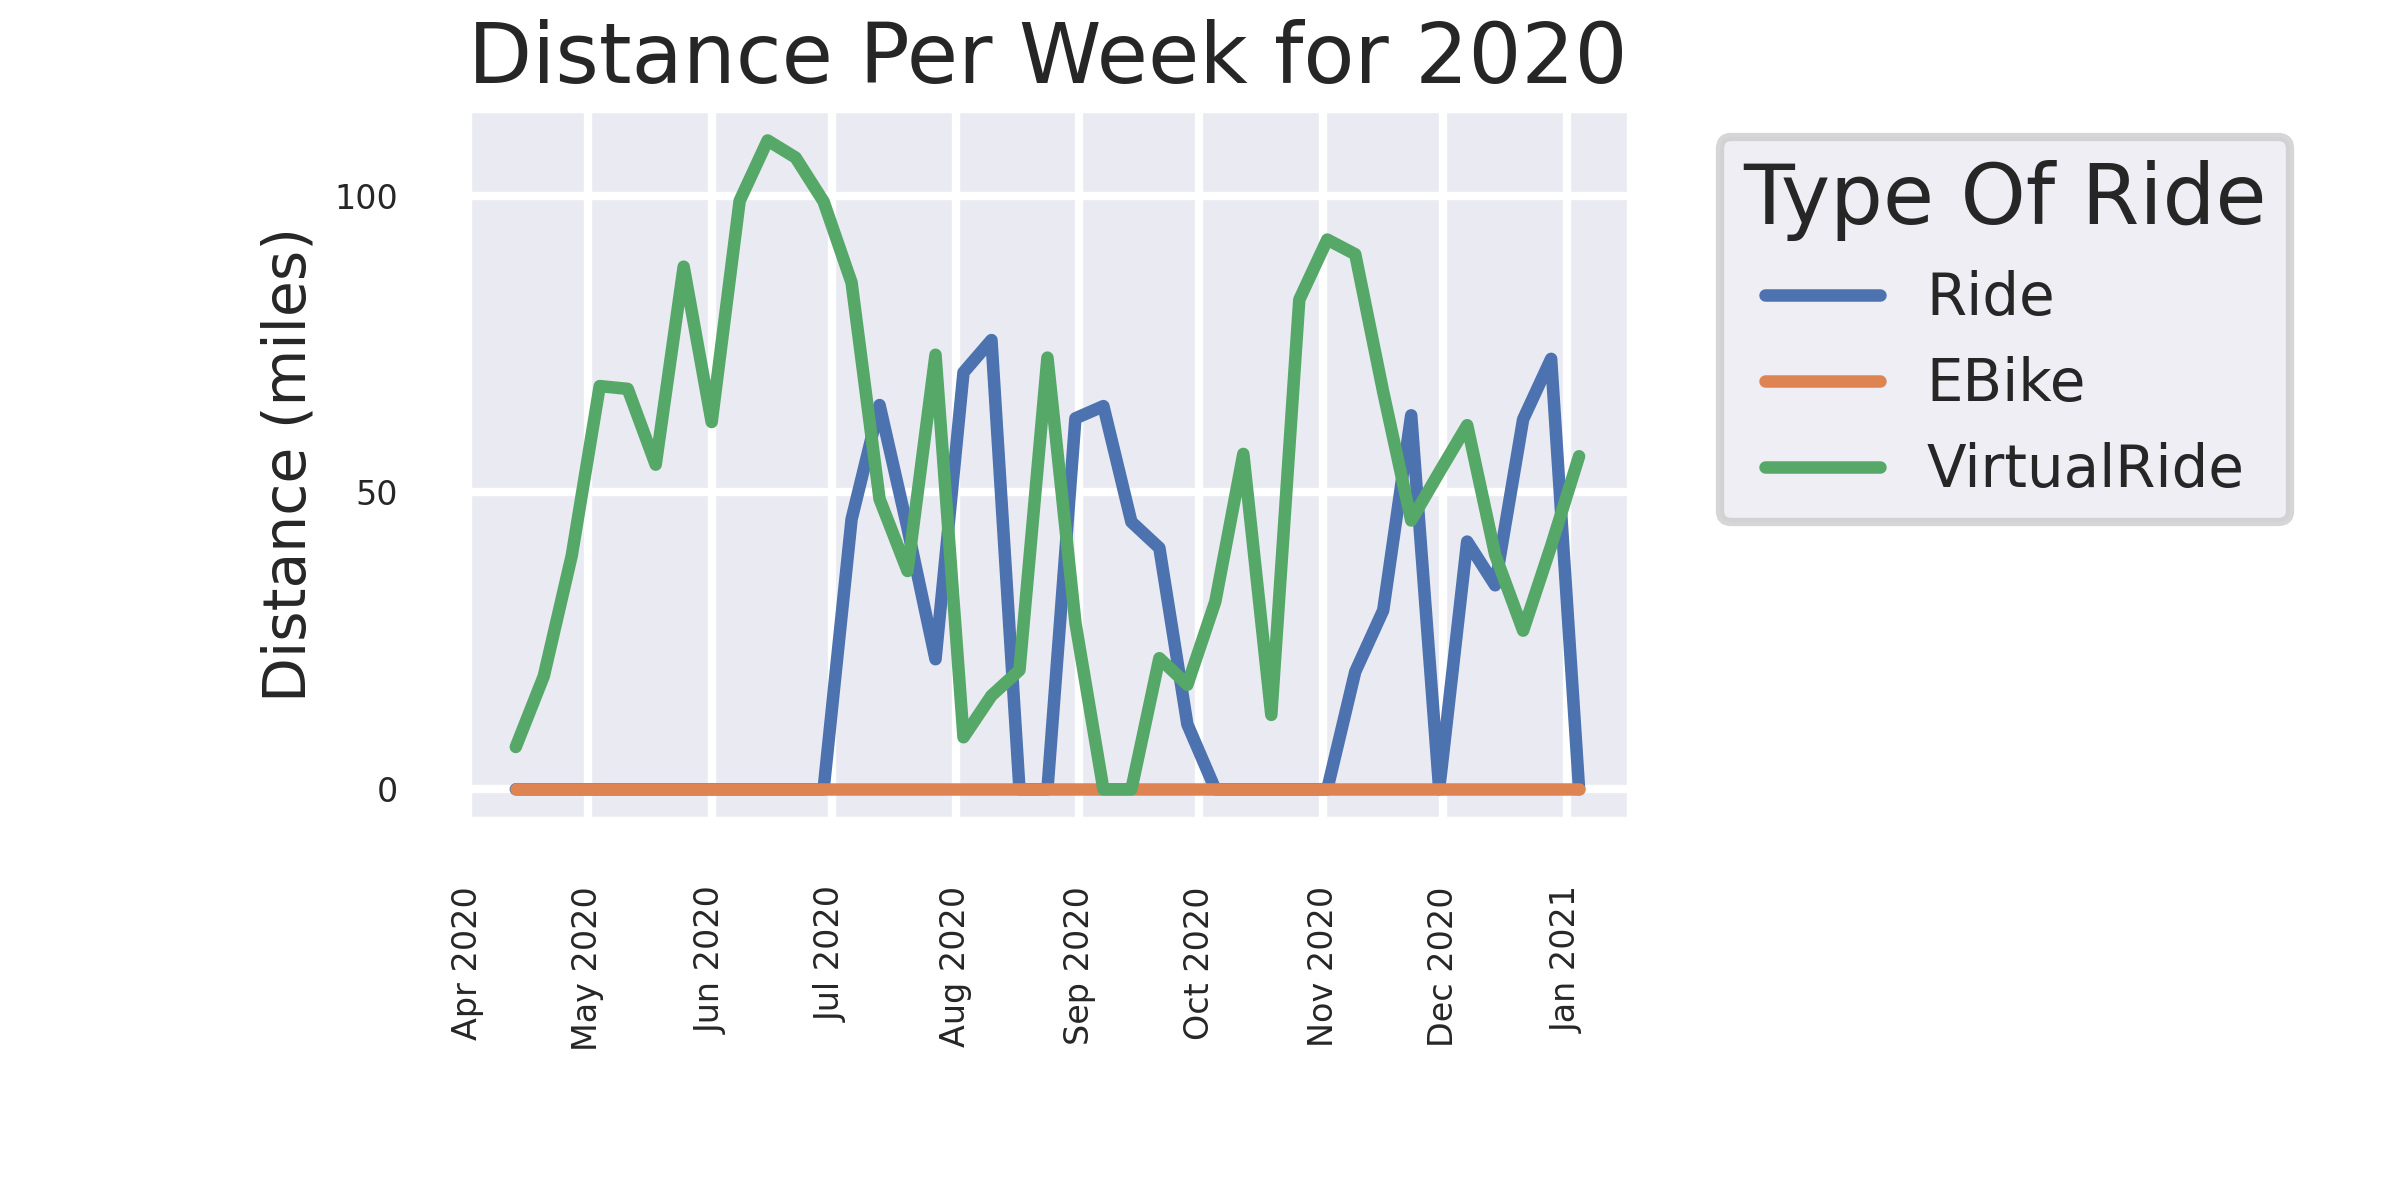 Distance Per Week for 2020
Distance (miles)
100
50
0
Apr 2020
May 2020
Jun 2020
Jul 2020
Aug 2020
Sep 2020
Oct 2020
Nov 2020
Dec 2020
Jan 2021
Type Of Ride
Ride
EBike
VirtualRide